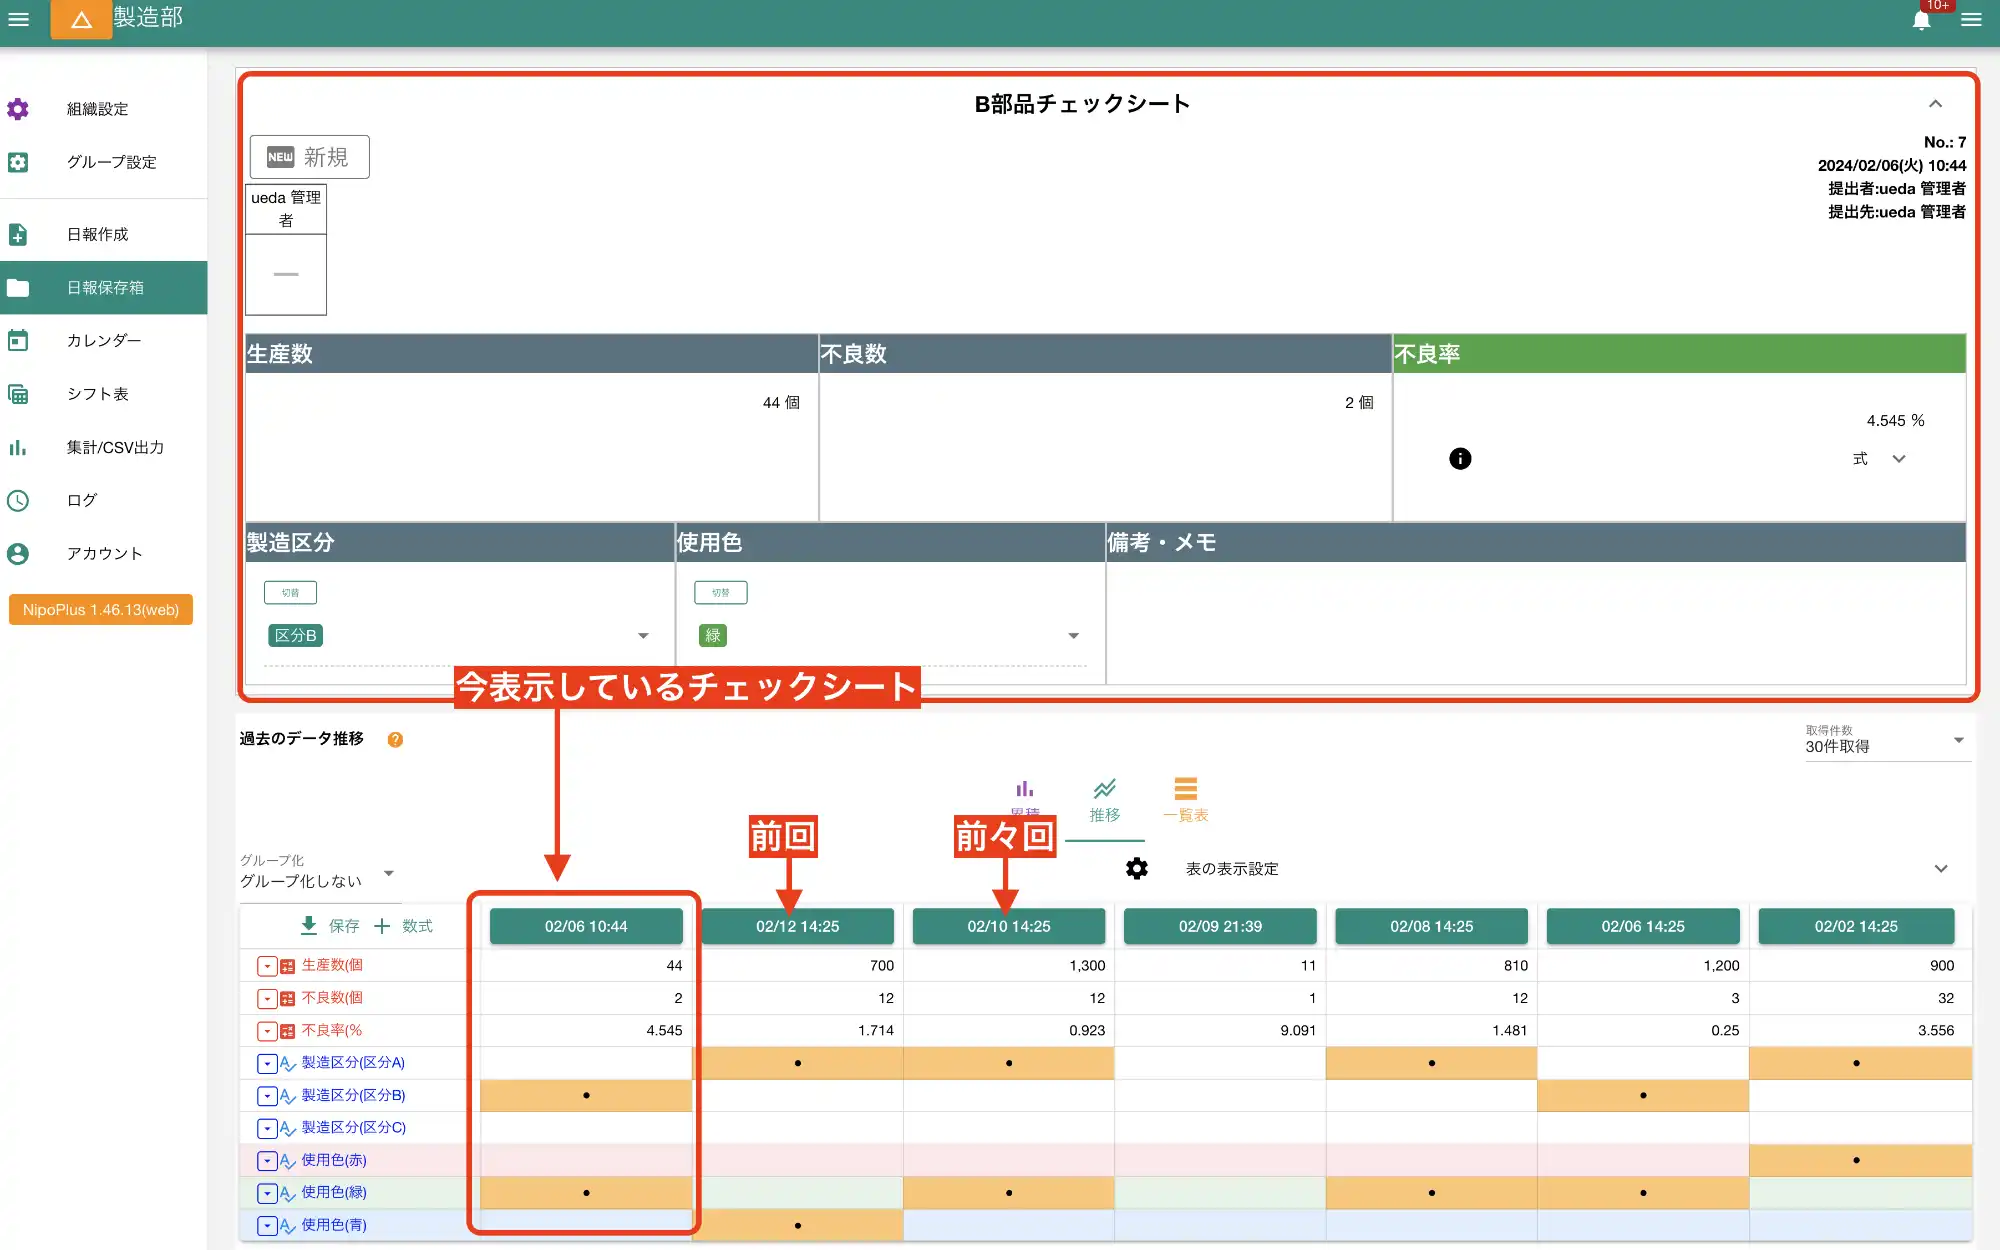 製造部
10+
組織設定
グループ設定
日報作成
日報保存箱
カレンダー
シフト表
集計/CSV出力
ログ
アカウント
NipoPlus 1.46.13(web)
B部品チェックシート
NEW 新規
No.: 7
2024/02/06(火) 10:44
提出者:ueda 管理者
提出先:ueda 管理者
ueda 管理
者
生産数 不良数 不良率
44 個 2 個 4.545 %
式
製造区分 使用色 備考・メモ
切替 切替
区分B 緑
今表示しているチェックシート
過去のデータ推移
取得件数
30件取得
累積 推移 一覧表
前回 前々回
表の表示設定
グループ化
グループ化しない
保存 数式 02/06 10:44 02/12 14:25 02/10 14:25 02/09 21:39 02/08 14:25 02/06 14:25 02/02 14:25
生産数(個 44 700 1,300 11 810 1,200 900
不良数(個 2 12 12 1 12 3 32
不良率(% 4.545 1.714 0.923 9.091 1.481 0.25 3.556
製造区分(区分A)
製造区分(区分B)
製造区分(区分C)
使用色(赤)
使用色(緑)
使用色(青)